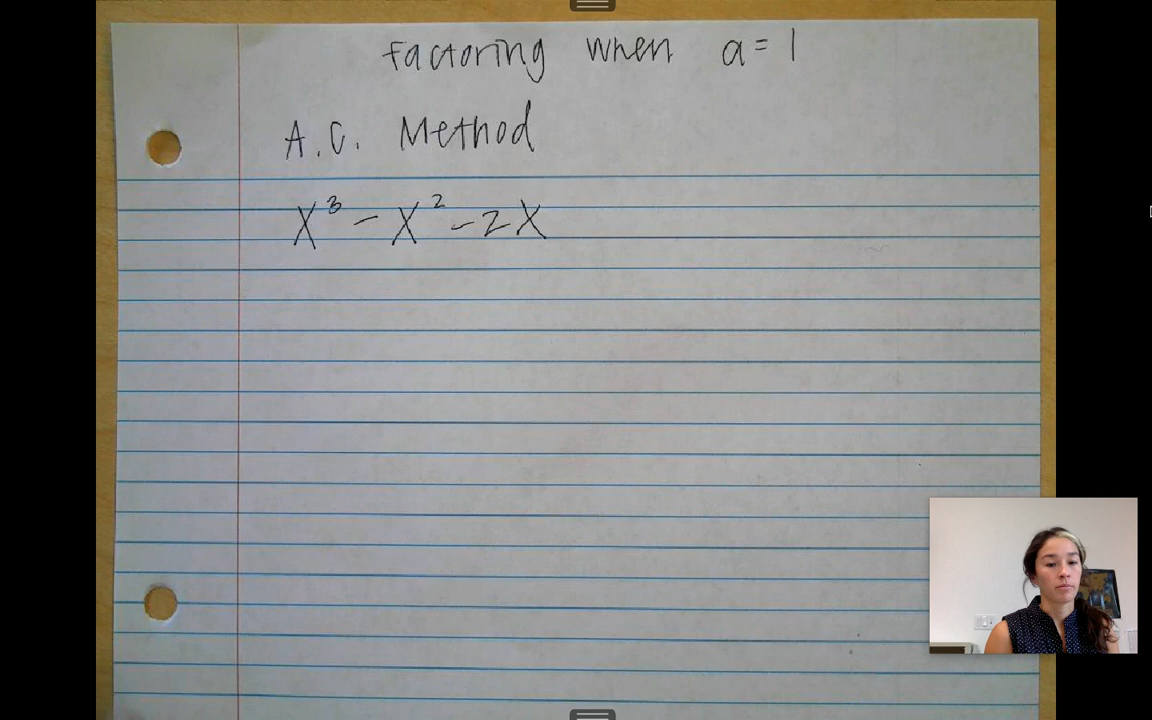 factoring when a = 1
A.C. Method
X³ - X² - 2X